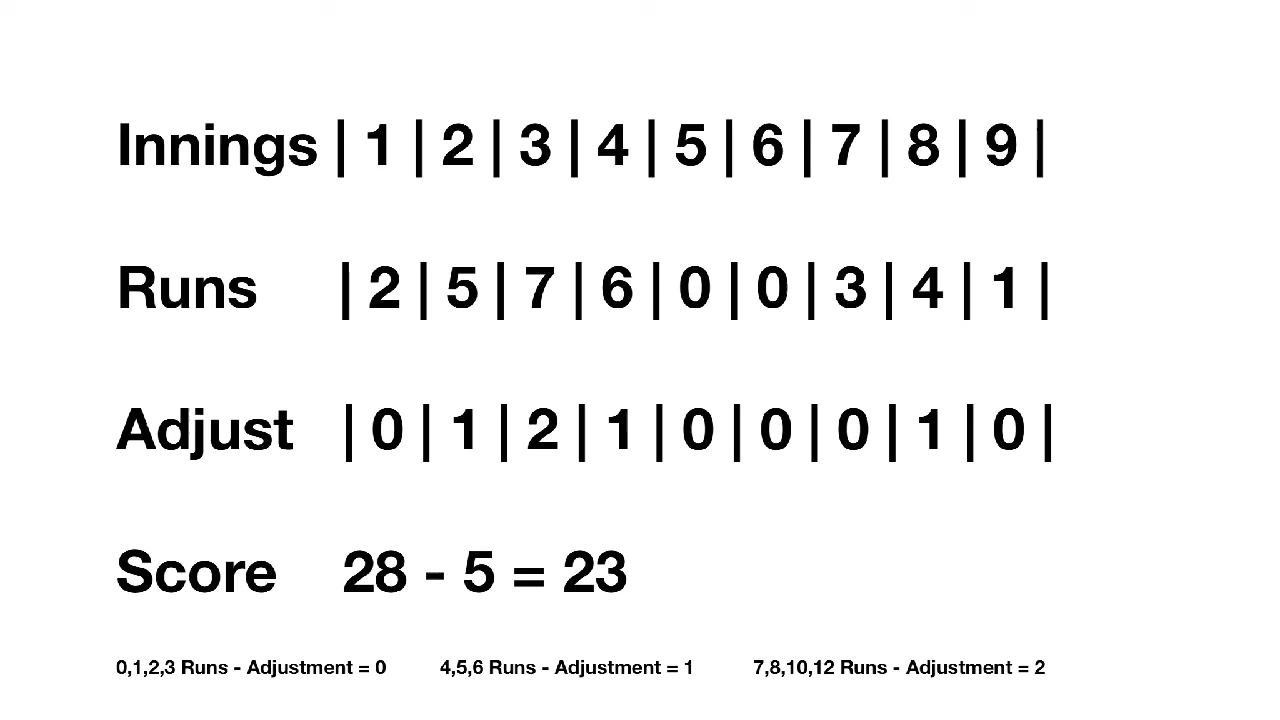 Innings | 1 | 2 | 3 | 4 | 5 | 6 | 7 | 8 | 9 |
Runs | 2 | 5 | 7 | 6 | 0 | 0 | 3 | 4 | 1 |
Adjust | 0 | 1 | 2 | 1 | 0 | 0 | 0 | 1 | 0 |
Score 28 - 5 = 23
0,1,2,3 Runs - Adjustment = 0 4,5,6 Runs - Adjustment = 1 7,8,10,12 Runs - Adjustment = 2